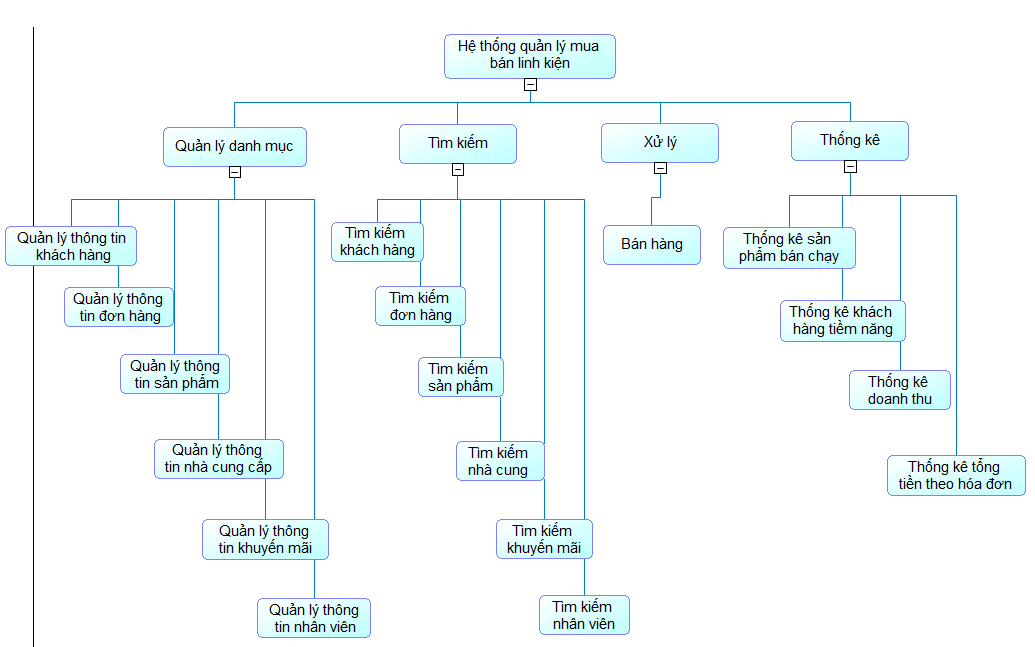 Hệ thống quản lý mua
bán linh kiện
Quản lý danh mục
Tìm kiếm
Xử lý
Thống kê
Quản lý thông tin
khách hàng
Quản lý thông
tin đơn hàng
Quản lý thông
tin sản phẩm
Quản lý thông
tin nhà cung cấp
Quản lý thông
tin khuyến mãi
Quản lý thông
tin nhân viên
Tìm kiếm
khách hàng
Tìm kiếm
đơn hàng
Tìm kiếm
sản phẩm
Tìm kiếm
nhà cung
Tìm kiếm
khuyến mãi
Tìm kiếm
nhân viên
Bán hàng
Thống kê sản
phẩm bán chạy
Thống kê khách
hàng tiềm năng
Thống kê
doanh thu
Thống kê tổng
tiền theo hóa đơn